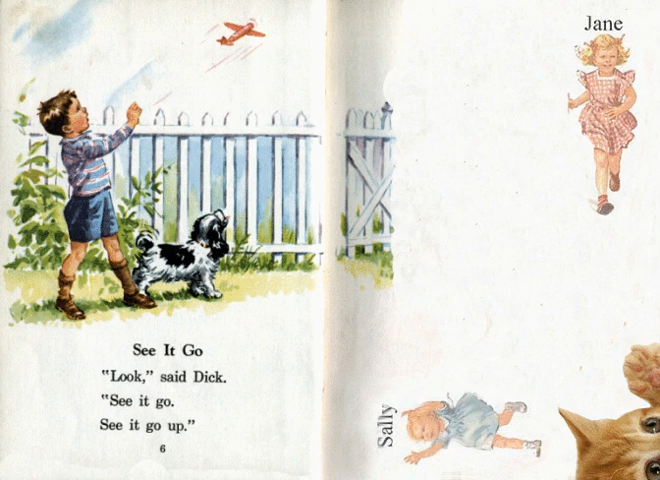 See It Go
"Look," said Dick.
"See it go.
See it go up."
6
Jane
Sally